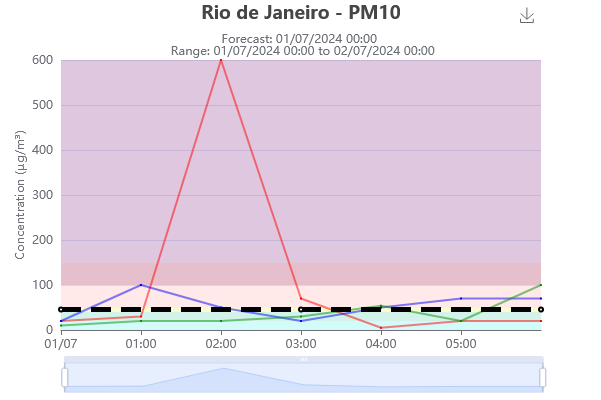 Rio de Janeiro - PM10
Forecast: 01/07/2024 00:00
Range: 01/07/2024 00:00 to 02/07/2024 00:00
Concentration (µg/m³)
600
500
400
300
200
100
0
01/07 01:00 02:00 03:00 04:00 05:00